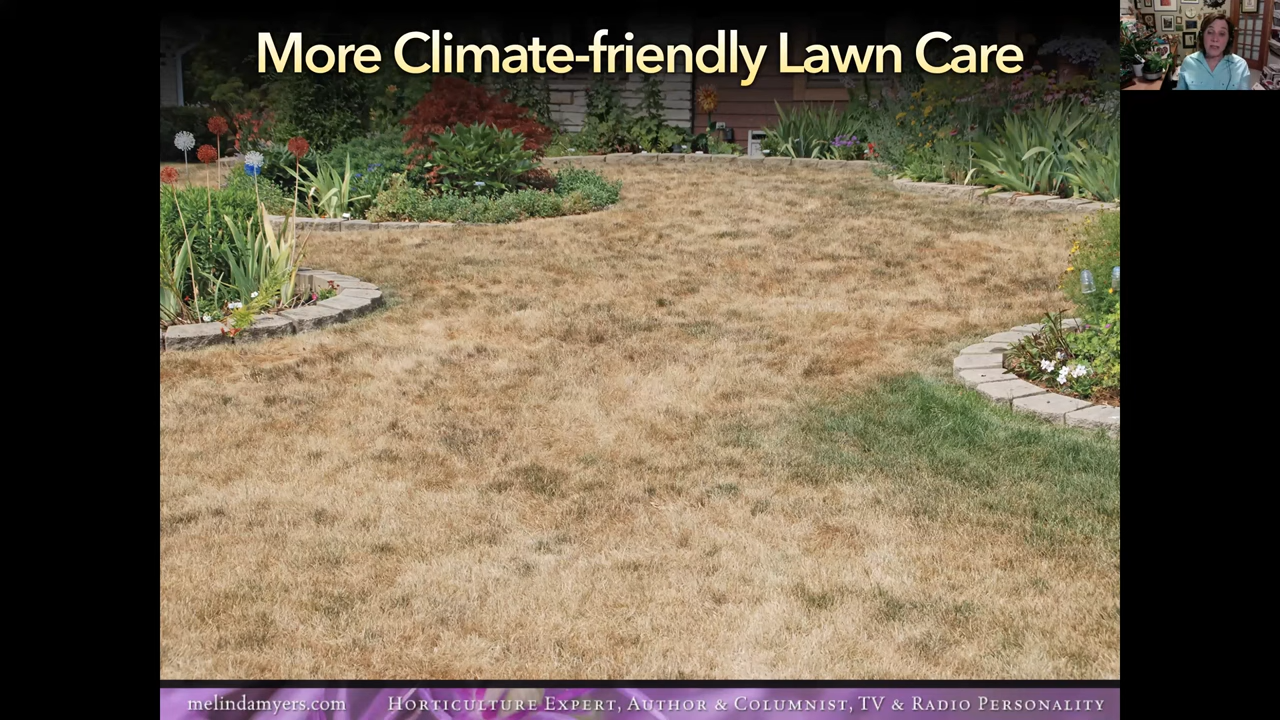 More Climate-friendly Lawn Care
melindamyers.com Horticulture Expert, Author & Columnist, TV & Radio Personality